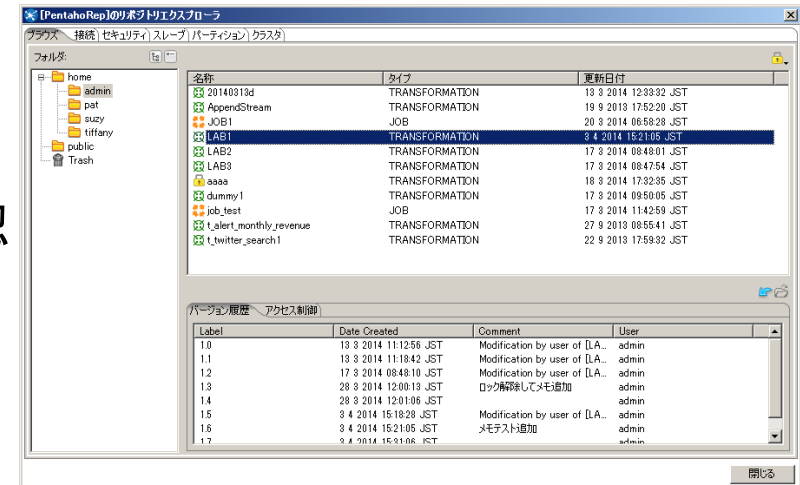 [PentahoRep]のリポジトリエクスプローラ
ブラウズ 接続 セキュリティ スレーブ パーティション クラスタ
フォルダ:
home
admin
pat
suzy
tiffany
public
Trash
名称 タイプ 更新日付
20140313d TRANSFORMATION 13 3 2014 12:33:32 JST
AppendStream TRANSFORMATION 19 9 2013 17:52:20 JST
JOB1 JOB 20 3 2014 06:58:28 JST
LAB1 TRANSFORMATION 3 4 2014 15:21:05 JST
LAB2 TRANSFORMATION 17 3 2014 08:48:01 JST
LAB3 TRANSFORMATION 17 3 2014 08:47:54 JST
aaaa TRANSFORMATION 18 3 2014 17:32:35 JST
dummy1 TRANSFORMATION 17 3 2014 09:50:05 JST
job_test JOB 17 3 2014 11:42:59 JST
t_alert_monthly_revenue TRANSFORMATION 27 9 2013 08:55:41 JST
t_twitter_search1 TRANSFORMATION 22 9 2013 17:59:32 JST
バージョン履歴 アクセス制御
Label Date Created Comment User
1.0 13 3 2014 11:12:56 JST Modification by user of [LA... admin
1.1 13 3 2014 11:18:42 JST Modification by user of [LA... admin
1.2 17 3 2014 08:48:10 JST Modification by user of [LA... admin
1.3 28 3 2014 12:00:13 JST ロック解除してメモ追加 admin
1.4 28 3 2014 12:01:06 JST admin
1.5 3 4 2014 15:18:28 JST Modification by user of [LA... admin
1.6 3 4 2014 15:21:05 JST メモテスト追加 admin
1.7 3 4 2014 15:31:06 JST admin
閉じる